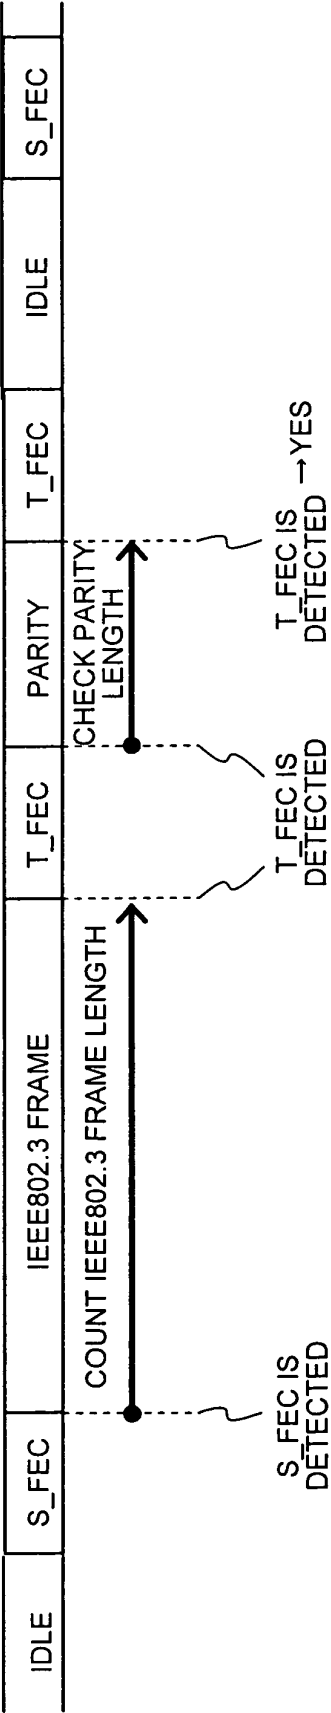 IDLE
S_FEC
IEEE802.3 FRAME
T_FEC
PARITY
T_FEC
IDLE
S_FEC
COUNT IEEE802.3 FRAME LENGTH
CHECK PARITY
LENGTH
S_FEC IS
DETECTED
T_FEC IS
DETECTED
T_FEC IS
DETECTED →YES